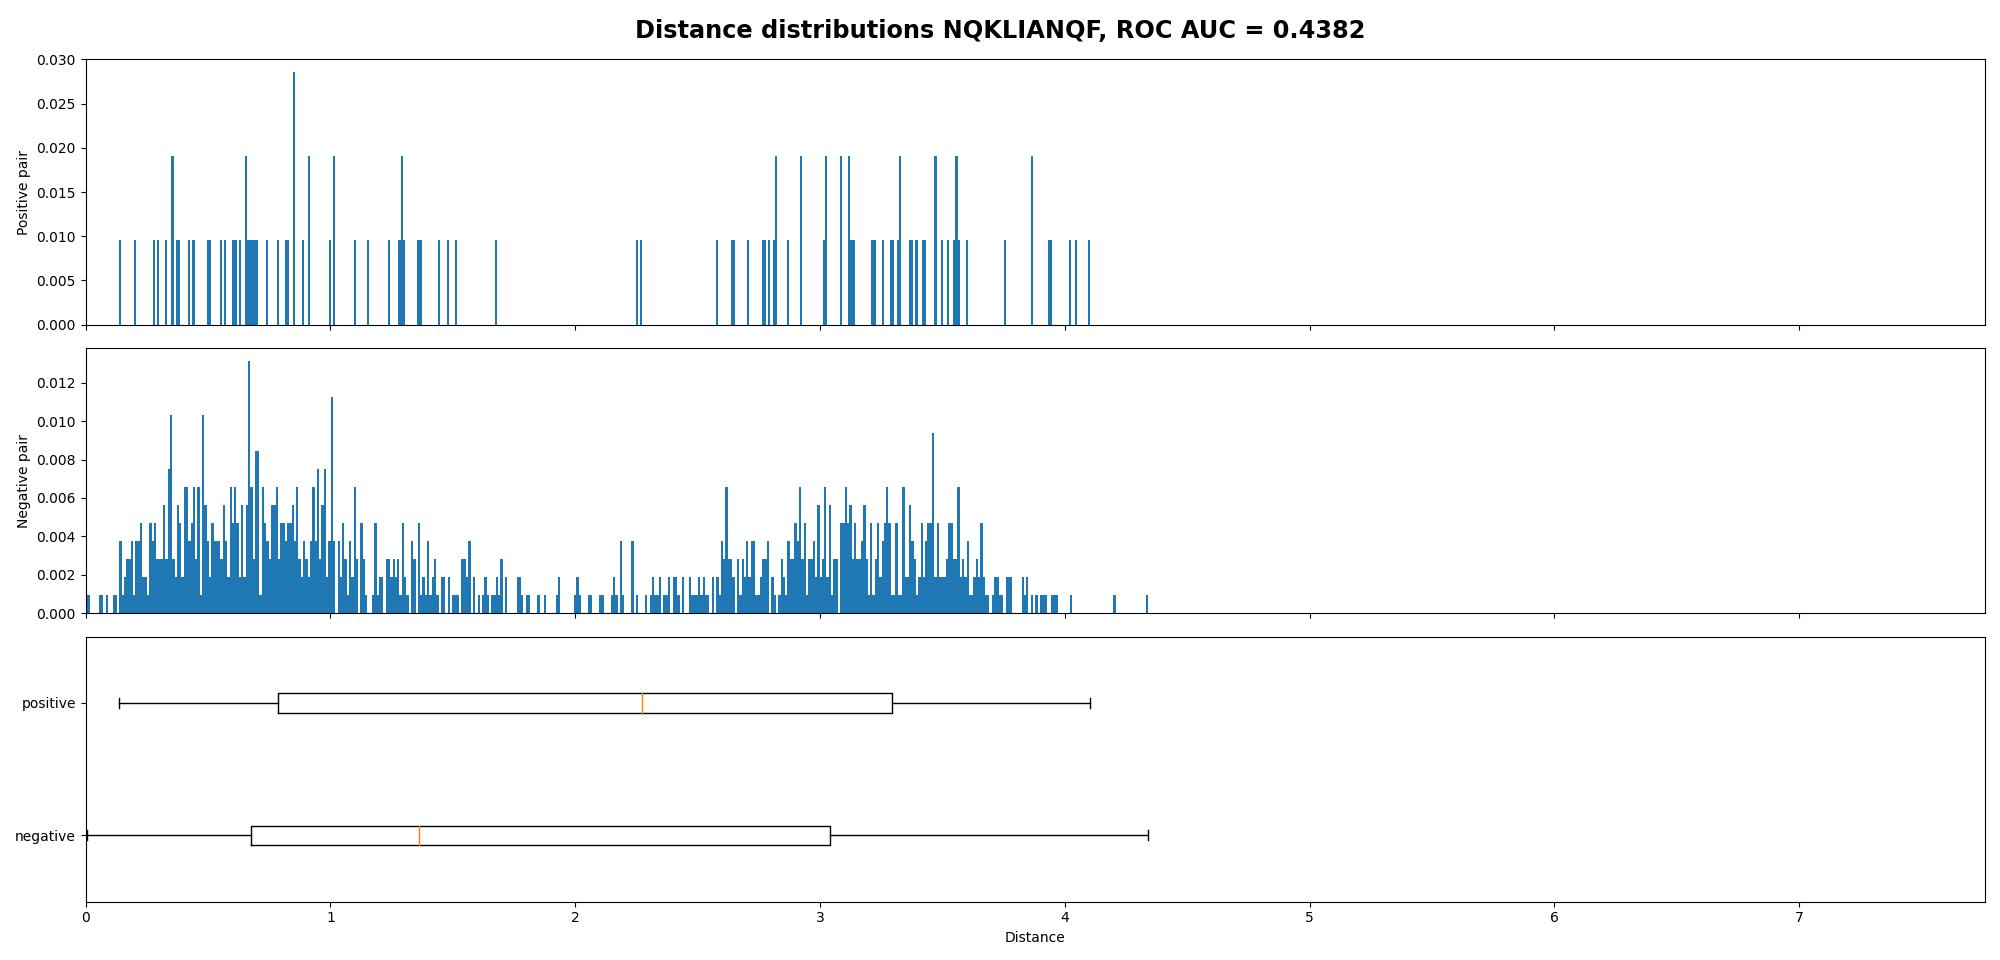 Distance distributions NQKLIANQF, ROC AUC = 0.4382
0.030
0.025
0.020
0.015
0.010
0.005
0.000
Positive pair
0.012
0.010
0.008
0.006
0.004
0.002
0.000
Negative pair
positive
negative
0 1 2 3 4 5 6 7
Distance